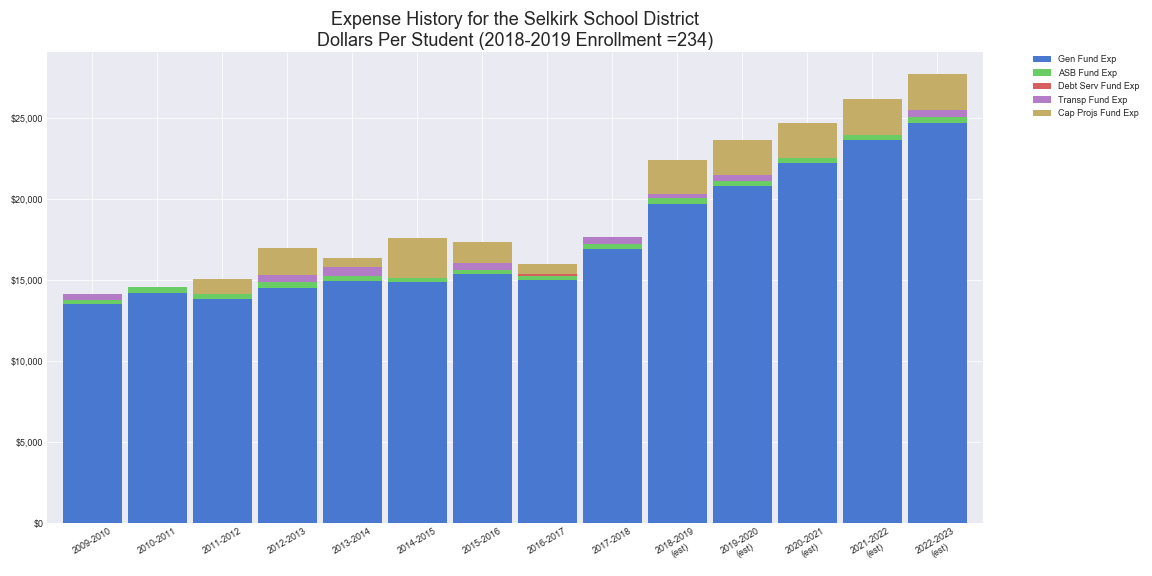 Expense History for the Selkirk School District
Dollars Per Student (2018-2019 Enrollment =234)
Gen Fund Exp
ASB Fund Exp
Debt Serv Fund Exp
Transp Fund Exp
Cap Projs Fund Exp
$25,000
$20,000
$15,000
$10,000
$5,000
$0
2009-2010
2010-2011
2011-2012
2012-2013
2013-2014
2014-2015
2015-2016
2016-2017
2017-2018
2018-2019
(est)
2019-2020
(est)
2020-2021
(est)
2021-2022
(est)
2022-2023
(est)